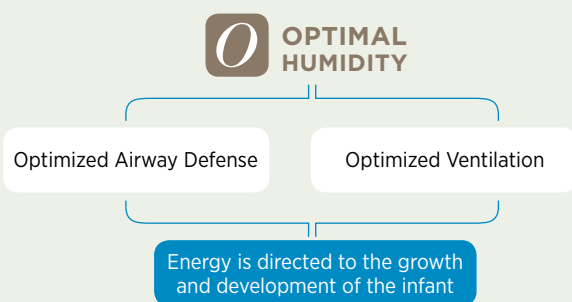 O
OPTIMAL
HUMIDITY
Optimized Airway Defense
Optimized Ventilation
Energy is directed to the growth
and development of the infant